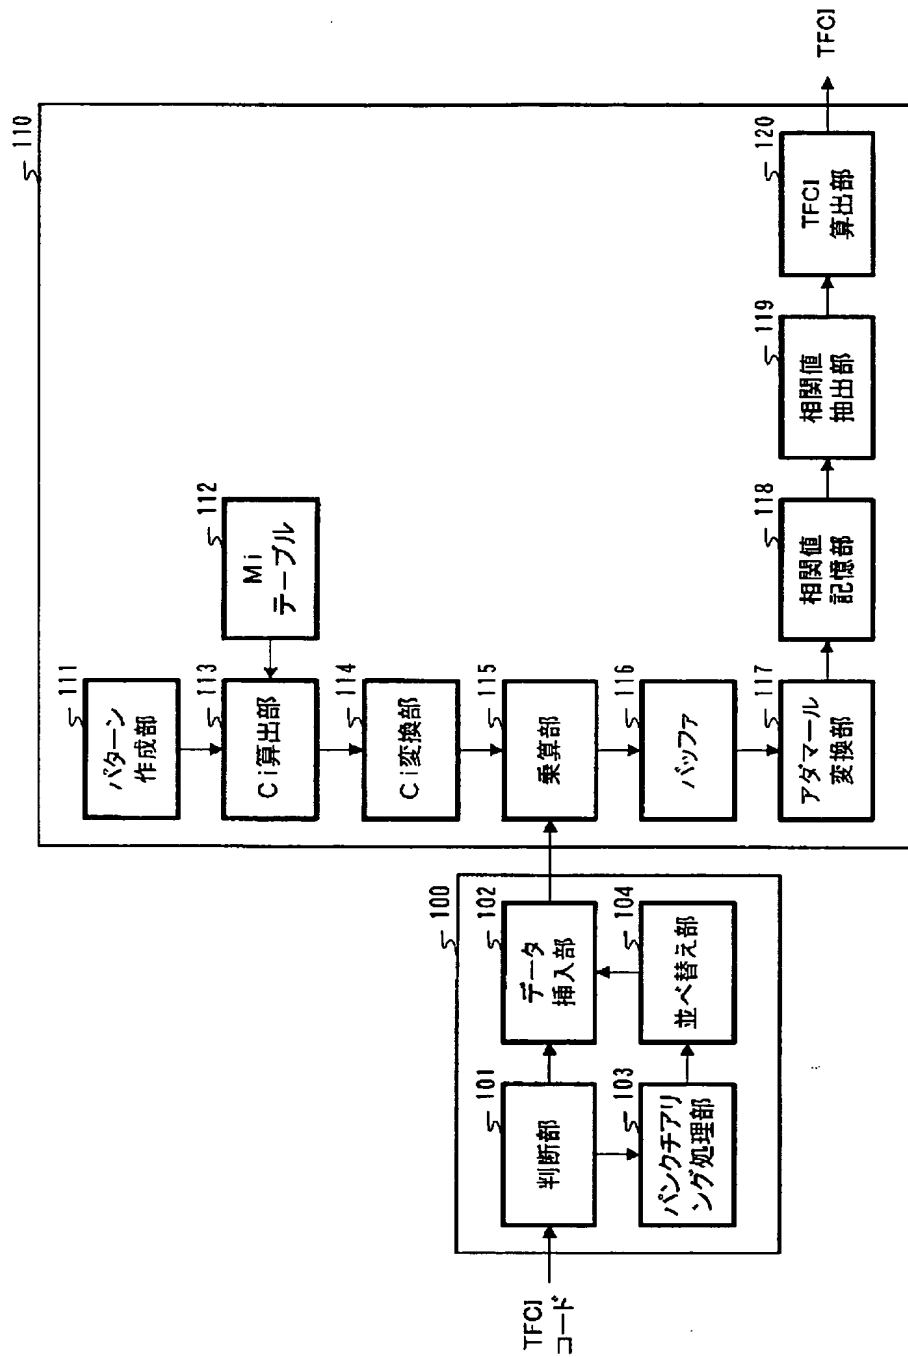 TFCI
コード
100
101
判断部
102
データ
挿入部
103
パンクチアリ
ング処理部
104
並べ替え部
110
111
パターン
作成部
112
Mi
テーブル
113
Ci算出部
114
Ci変換部
115
乗算部
116
バッファ
117
アダマール
変換部
118
相関値
記憶部
119
相関値
抽出部
120
TFCI
算出部
TFCI